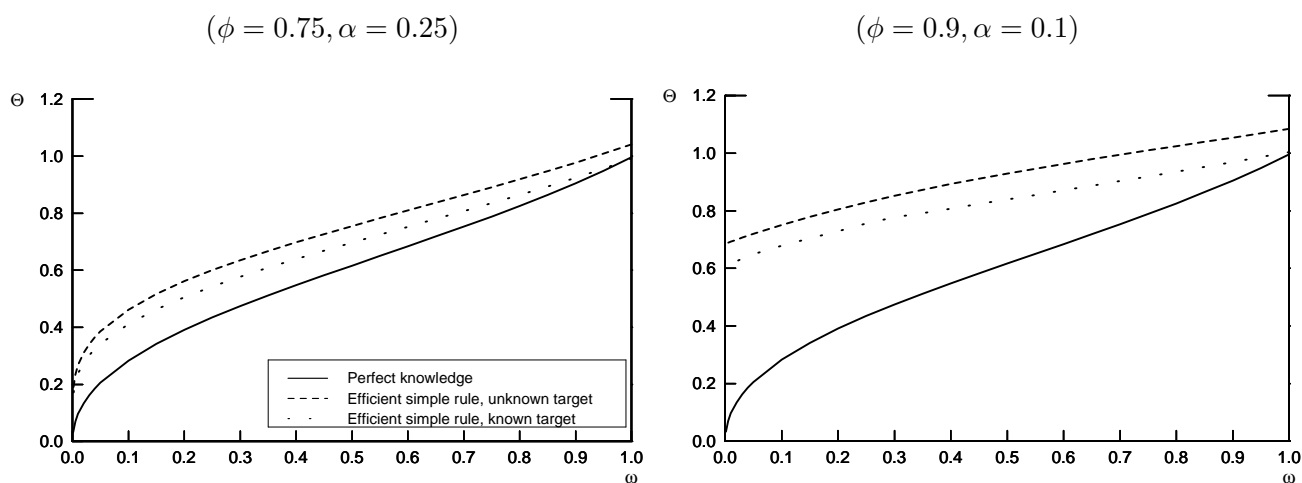 (ϕ = 0.75, α = 0.25)
(ϕ = 0.9, α = 0.1)
Θ
1.2
1.0
0.8
0.6
0.4
0.2
0.0
Perfect knowledge
Efficient simple rule, unknown target
Efficient simple rule, known target
0.0 0.1 0.2 0.3 0.4 0.5 0.6 0.7 0.8 0.9 1.0
ω
Θ
1.2
1.0
0.8
0.6
0.4
0.2
0.0
0.0 0.1 0.2 0.3 0.4 0.5 0.6 0.7 0.8 0.9 1.0
ω